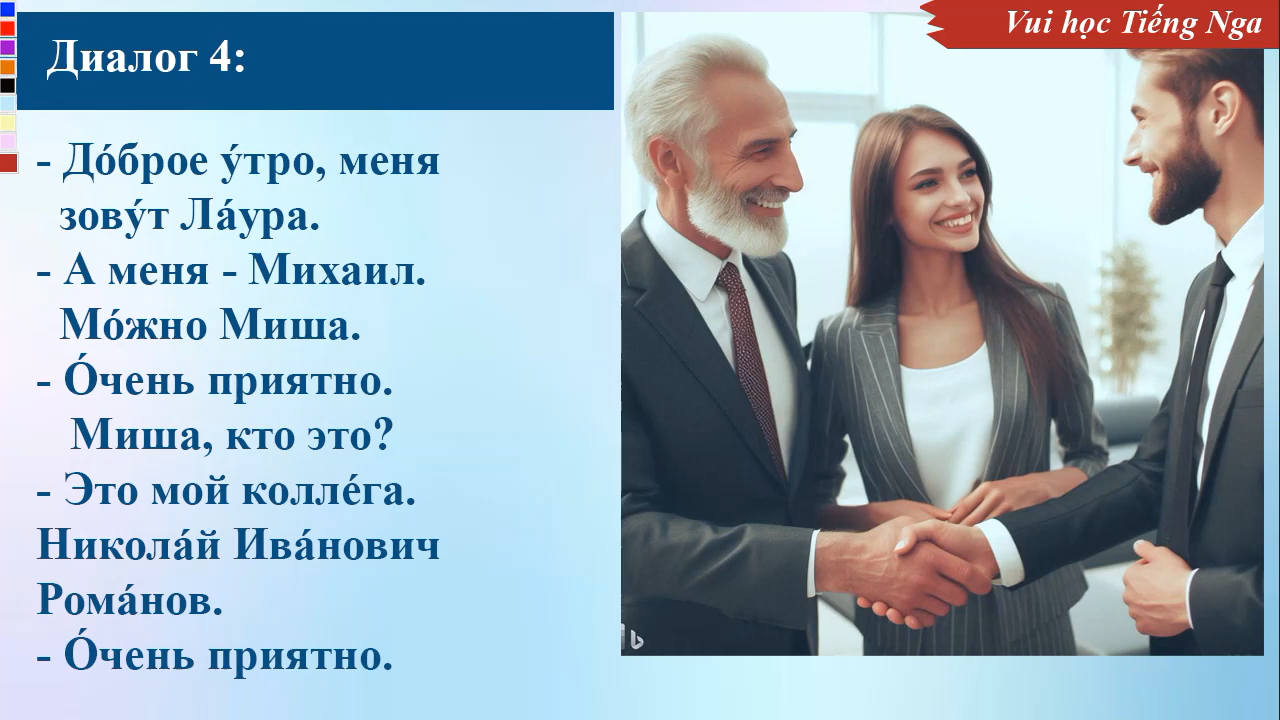 Vui học Tiếng Nga
Диалог 4:
- До́брое у́тро, меня
зову́т Ла́ура.
- А меня - Михаил.
Мо́жно Миша.
- О́чень приятно.
Миша, кто это?
- Это мой колле́га.
Никола́й Ива́нович
Рома́нов.
- О́чень приятно.
b